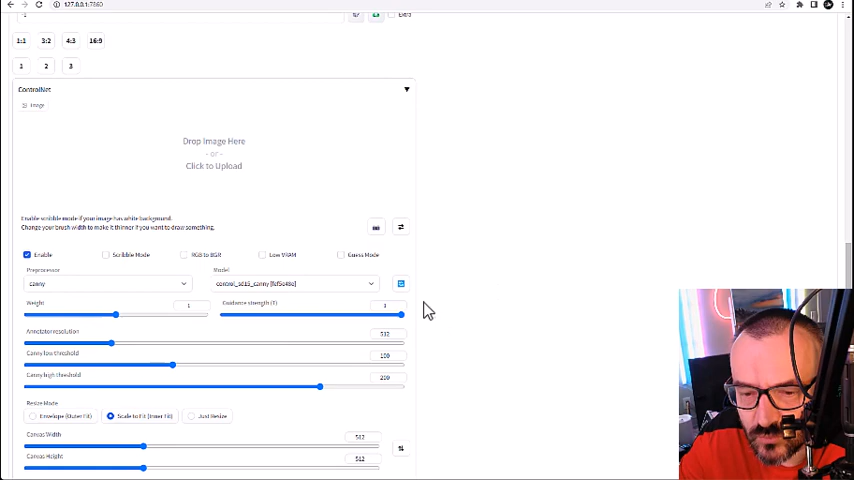 127.0.0.1:7860
-1
Extra
1:1 3:2 4:3 16:9
1 2 3
ControlNet
Image
Drop Image Here
- or -
Click to Upload
Enable scribble mode if your image has white background.
Change your brush width to make it thinner if you want to draw something.
Enable Scribble Mode RGB to BGR Low VRAM Guess Mode
Preprocessor Model
canny control_sd15_canny [fef5e48e]
Weight 1 Guidance strength (T) 1
Annotator resolution 512
Canny low threshold 100
Canny high threshold 200
Resize Mode
Envelope (Outer Fit) Scale to Fit (Inner Fit) Just Resize
Canvas Width 512
Canvas Height 512